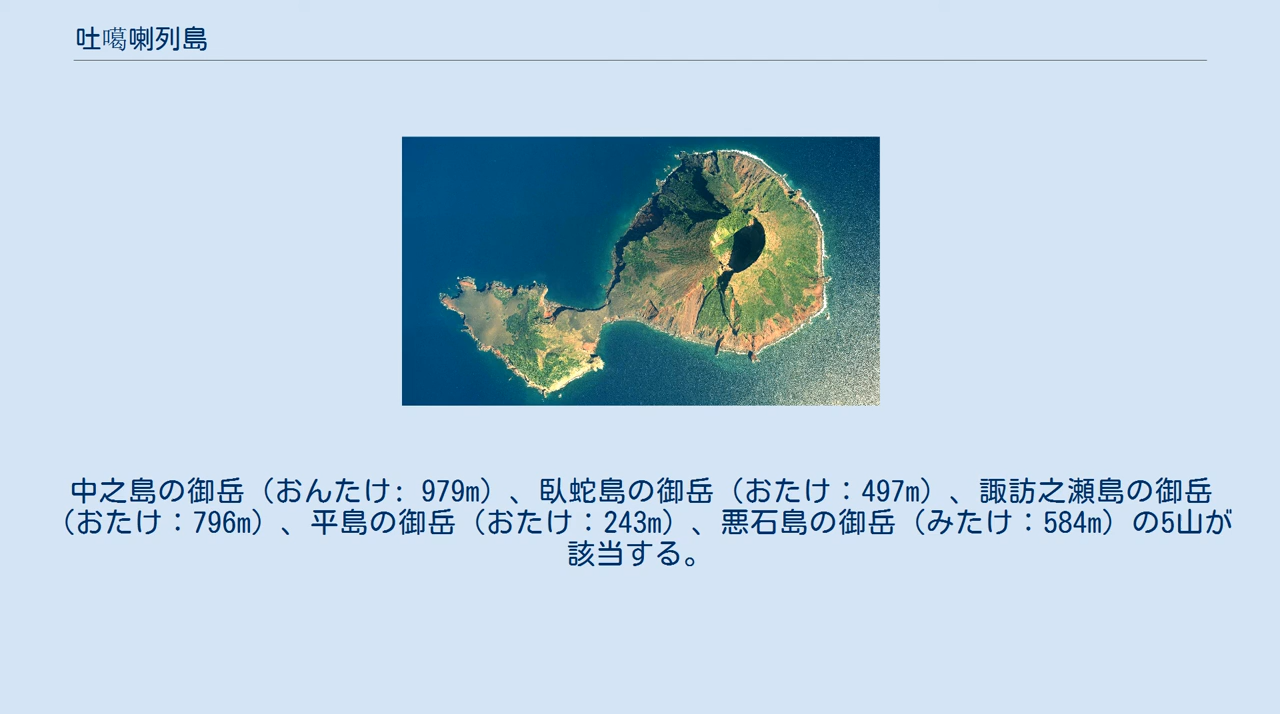 吐噶喇列島
中之島の御岳（おんたけ: 979m）、臥蛇島の御岳（おたけ：497m）、諏訪之瀬島の御岳
（おたけ：796m）、平島の御岳（おたけ：243m）、悪石島の御岳（みたけ：584m）の5山が
該当する。